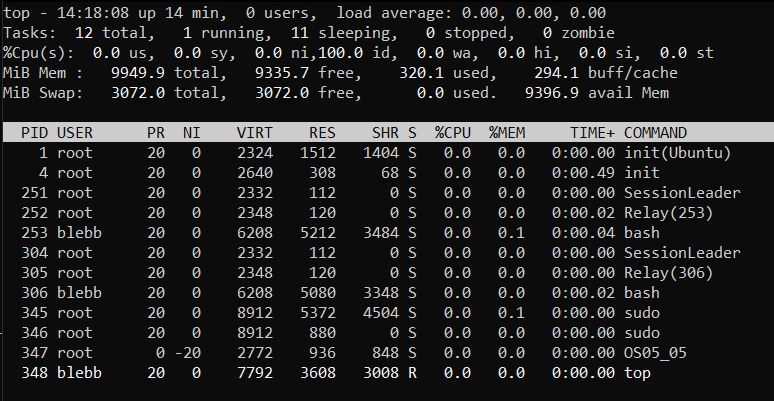 top - 14:18:08 up 14 min,  0 users,  load average: 0.00, 0.00, 0.00
Tasks:  12 total,   1 running,  11 sleeping,   0 stopped,   0 zombie
%Cpu(s):  0.0 us,  0.0 sy,  0.0 ni,100.0 id,  0.0 wa,  0.0 hi,  0.0 si,  0.0 st
MiB Mem :   9949.9 total,   9335.7 free,    320.1 used,    294.1 buff/cache
MiB Swap:   3072.0 total,   3072.0 free,      0.0 used.   9396.9 avail Mem
PID USER      PR  NI    VIRT    RES    SHR S  %CPU  %MEM     TIME+ COMMAND
1 root      20   0    2324   1512   1404 S   0.0   0.0   0:00.00 init(Ubuntu)
4 root      20   0    2640    308     68 S   0.0   0.0   0:00.49 init
251 root      20   0    2332    112      0 S   0.0   0.0   0:00.00 SessionLeader
252 root      20   0    2348    120      0 S   0.0   0.0   0:00.02 Relay(253)
253 blebb     20   0    6208   5212   3484 S   0.0   0.1   0:00.04 bash
304 root      20   0    2332    112      0 S   0.0   0.0   0:00.00 SessionLeader
305 root      20   0    2348    120      0 S   0.0   0.0   0:00.00 Relay(306)
306 blebb     20   0    6208   5080   3348 S   0.0   0.0   0:00.02 bash
345 root      20   0    8912   5372   4504 S   0.0   0.1   0:00.00 sudo
346 root      20   0    8912    880      0 S   0.0   0.0   0:00.00 sudo
347 root       0 -20    2772    936    848 S   0.0   0.0   0:00.00 OS05_05
348 blebb     20   0    7792   3608   3008 R   0.0   0.0   0:00.00 top